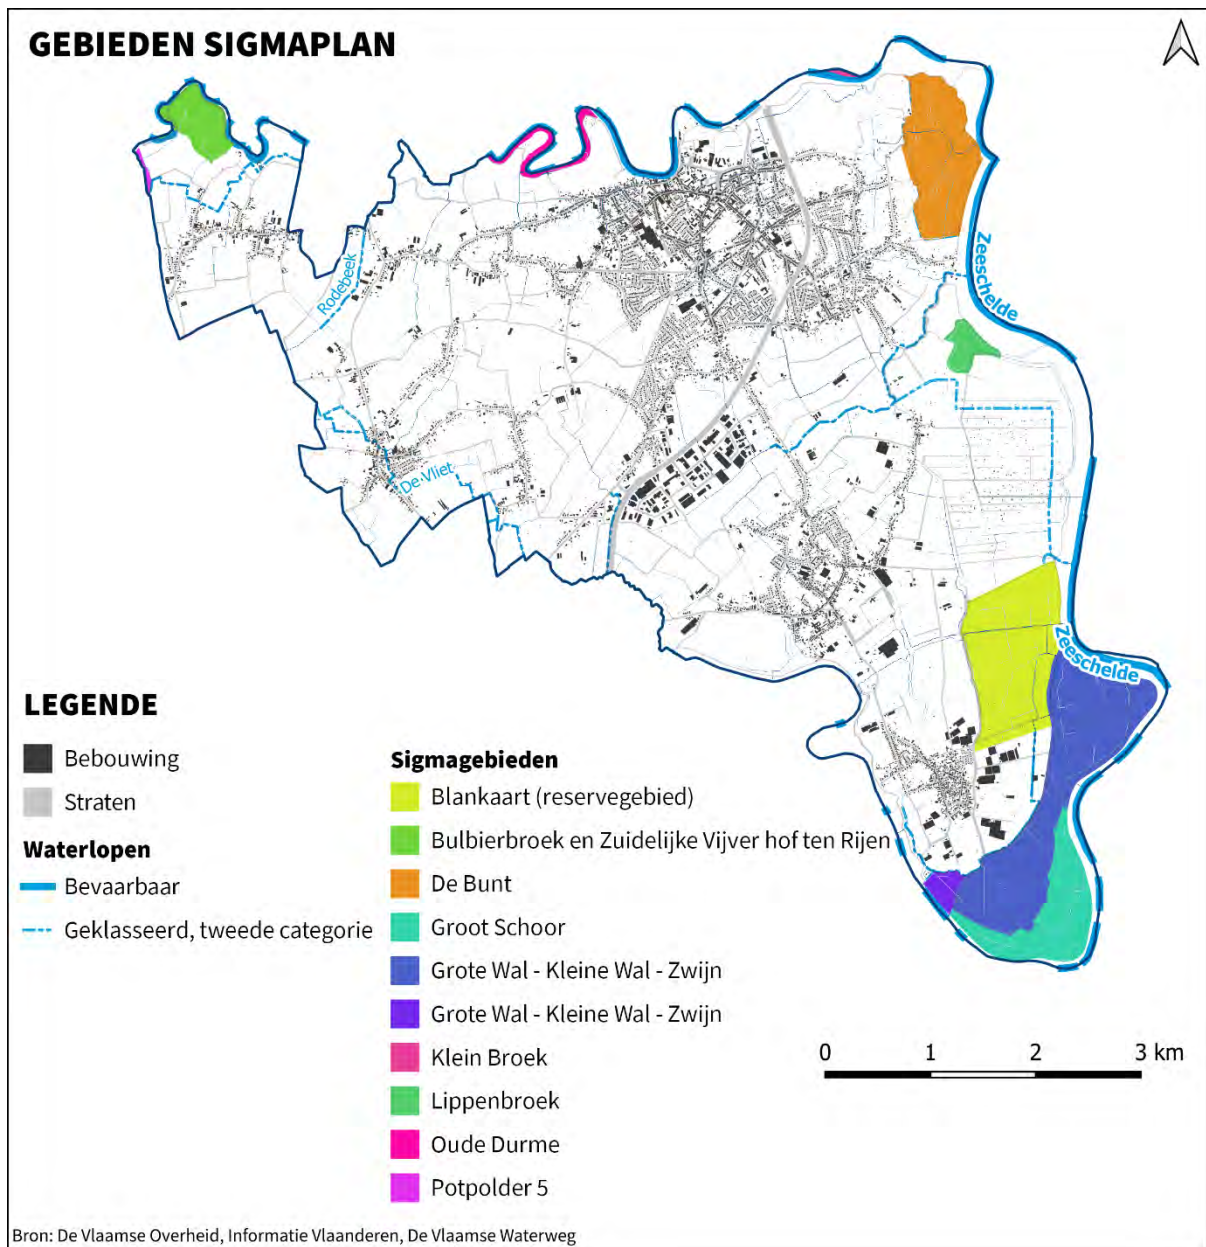 GEBIEDEN SIGMAPLAN
Zeeschelde
Rodebeek
De Vliet
Zeeschelde
LEGENDE
Bebouwing
Straten
Waterlopen
Bevaarbaar
Geklasseerd, tweede categorie
Sigmagebieden
Blankaart (reservegebied)
Bulbierbroek en Zuidelijke Vijver hof ten Rijen
De Bunt
Groot Schoor
Grote Wal - Kleine Wal - Zwijn
Grote Wal - Kleine Wal - Zwijn
Klein Broek
Lippenbroek
Oude Durme
Potpolder 5
0 1 2 3 km
Bron: De Vlaamse Overheid, Informatie Vlaanderen, De Vlaamse Waterweg